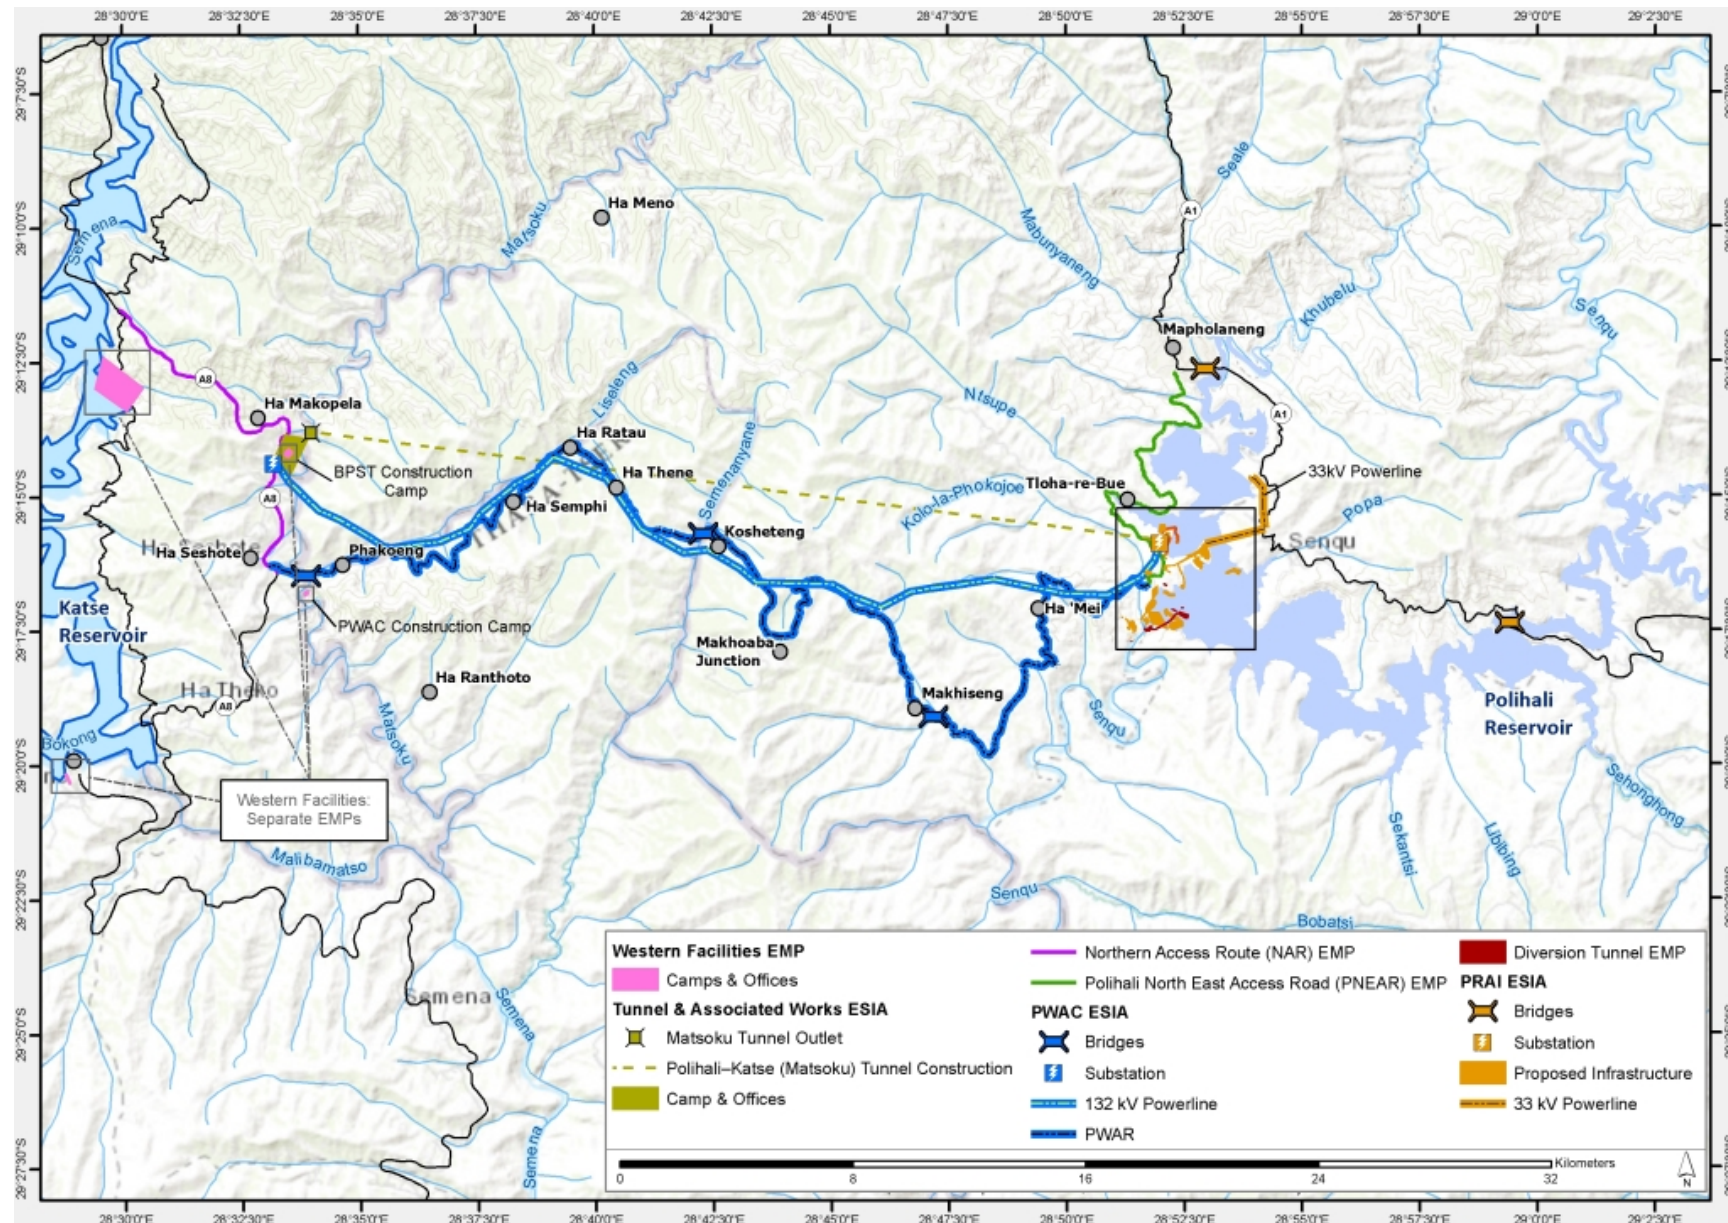 28°30'0"E
28°32'30"E
28°35'0"E
28°37'30"E
28°40'0"E
28°42'30"E
28°45'0"E
28°47'30"E
28°50'0"E
28°52'30"E
28°55'0"E
28°57'30"E
29°0'0"E
29°2'30"E
29°7'30"S
29°10'0"S
29°12'30"S
29°15'0"S
29°17'30"S
29°20'0"S
29°22'30"S
29°25'0"S
29°27'30"S
Semena
Matsoku
Ha Meno
Mabunyaneng
Seale
A1
Khubelu
Senqu
Mapholaneng
A8
Ha Makopela
Liseleng
Ha Ratau
Semenanyane
Ntsupe
A1
BPST Construction
Camp
Ha Thene
Kolo-la-Phokojoe
Tloha-re-Bue
33kV Powerline
Popa
A8
Ha Semphi
Kosheteng
Senqu
Ha Seshote
Phakoeng
Katse
Reservoir
PWAC Construction Camp
Ha 'Mei
Makhoaba
Junction
Ha Theko
A8
Ha Ranthoto
Makhiseng
Senqu
Polihali
Reservoir
Matsoku
Bokong
Western Facilities:
Separate EMPs
Sehonghong
Sekantsi
Libibing
Malibamatso
Senqu
Bobatsi
Semena
Semena
Semena
Western Facilities EMP
Camps & Offices
Tunnel & Associated Works ESIA
Matsoku Tunnel Outlet
Polihali–Katse (Matsoku) Tunnel Construction
Camp & Offices
Northern Access Route (NAR) EMP
Polihali North East Access Road (PNEAR) EMP
PWAC ESIA
Bridges
Substation
132 kV Powerline
PWAR
Diversion Tunnel EMP
PRAI ESIA
Bridges
Substation
Proposed Infrastructure
33 kV Powerline
0
8
16
24
32
Kilometers
N
28°30'0"E
28°32'30"E
28°35'0"E
28°37'30"E
28°40'0"E
28°42'30"E
28°45'0"E
28°47'30"E
28°50'0"E
28°52'30"E
28°55'0"E
28°57'30"E
29°0'0"E
29°2'30"E